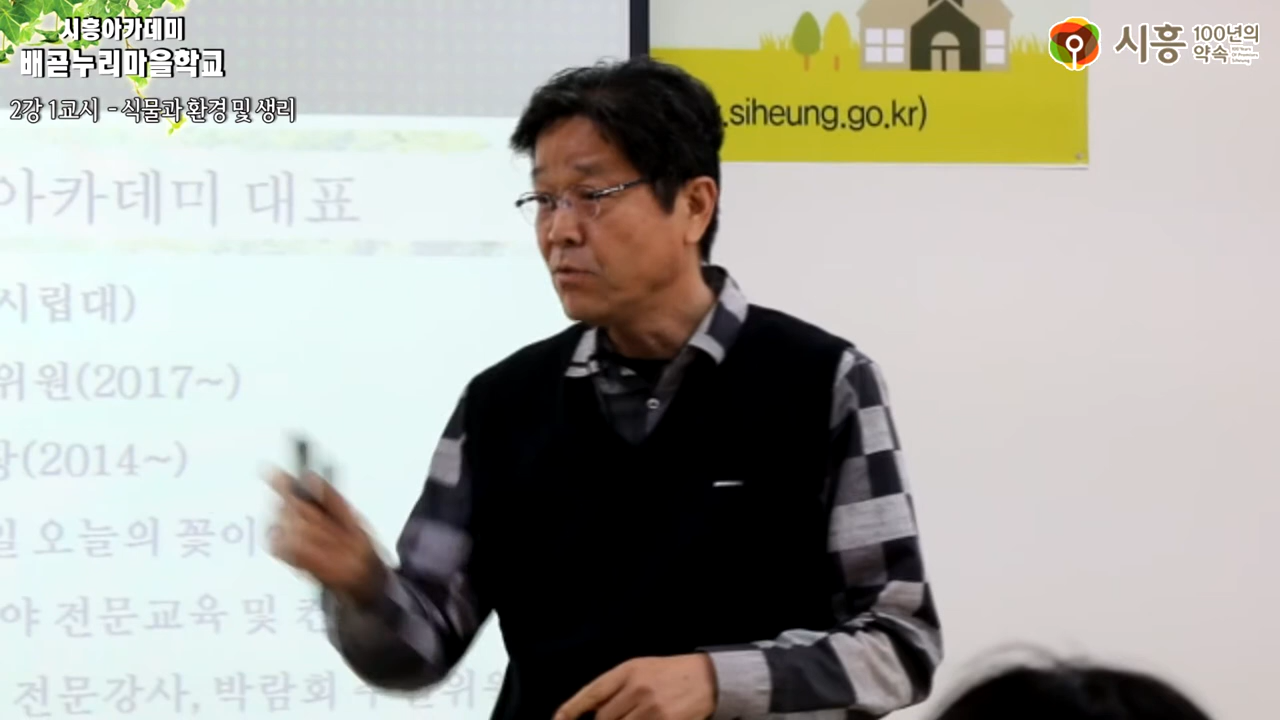 시흥아카데미
배곧누리마을학교
2강 1교시 - 식물과 환경 및 생리
시흥 100년의 약속
.siheung.go.kr)
아카데미 대표
시립대)
위원(2017~)
(2014~)
오늘의 꽃이
야 전문교육 및
전문강사, 박람회